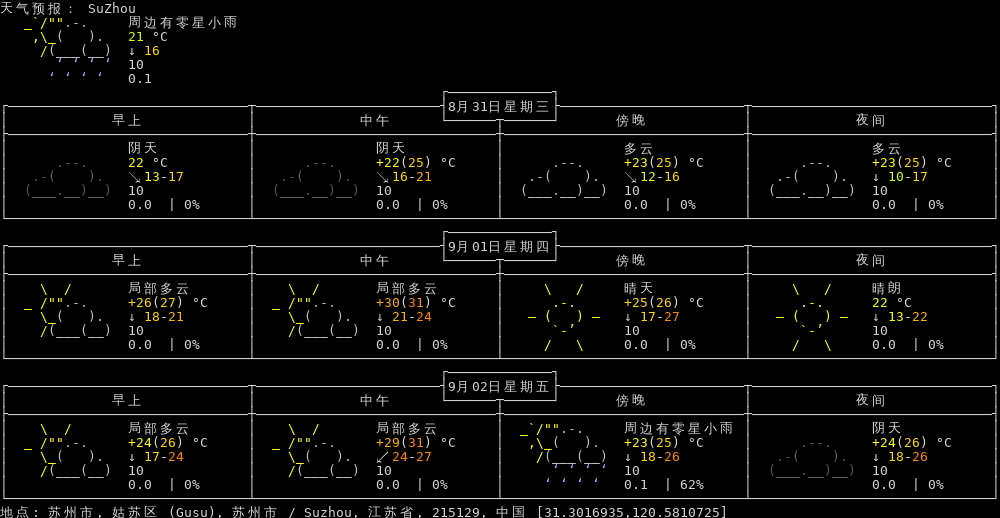 天气预报: SuZhou
周边有零星小雨
21 °C
↓ 16
10
0.1
8月31日星期三
早上 中午 傍晚 夜间
阴天 阴天 多云 多云
22 °C +22(25) °C +23(25) °C +23(25) °C
↘ 13-17 ↘ 16-21 ↘ 12-16 ↓ 10-17
10 10 10 10
0.0 | 0% 0.0 | 0% 0.0 | 0% 0.0 | 0%
9月01日星期四
早上 中午 傍晚 夜间
局部多云 局部多云 晴天 晴朗
+26(27) °C +30(31) °C +25(26) °C 22 °C
↓ 18-21 ↓ 21-24 ↓ 17-27 ↓ 13-22
10 10 10 10
0.0 | 0% 0.0 | 0% 0.0 | 0% 0.0 | 0%
9月02日星期五
早上 中午 傍晚 夜间
局部多云 局部多云 周边有零星小雨 阴天
+24(26) °C +29(31) °C +23(25) °C +24(26) °C
↓ 17-24 ↙ 24-27 ↓ 18-26 ↓ 18-26
10 10 10 10
0.0 | 0% 0.0 | 0% 0.1 | 62% 0.0 | 0%
地点: 苏州市, 姑苏区 (Gusu), 苏州市 / Suzhou, 江苏省, 215129, 中国 [31.3016935,120.5810725]